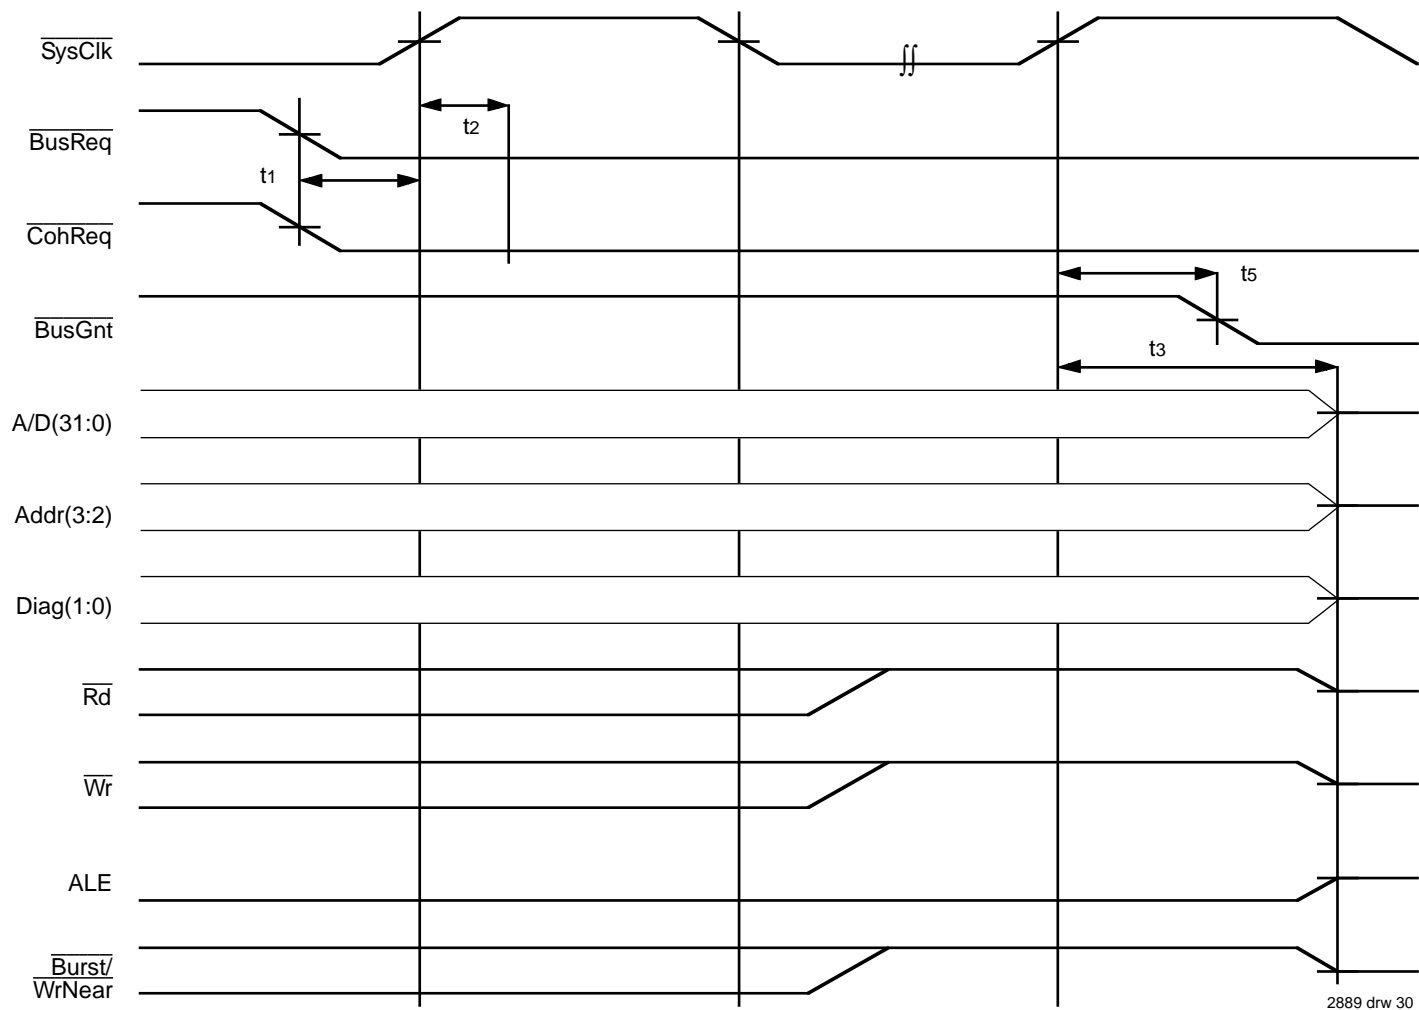 SysClk
BusReq
t2
t1
CohReq
t5
BusGnt
t3
A/D(31:0)
Addr(3:2)
Diag(1:0)
Rd
Wr
ALE
Burst/
WrNear
2889 drw 30